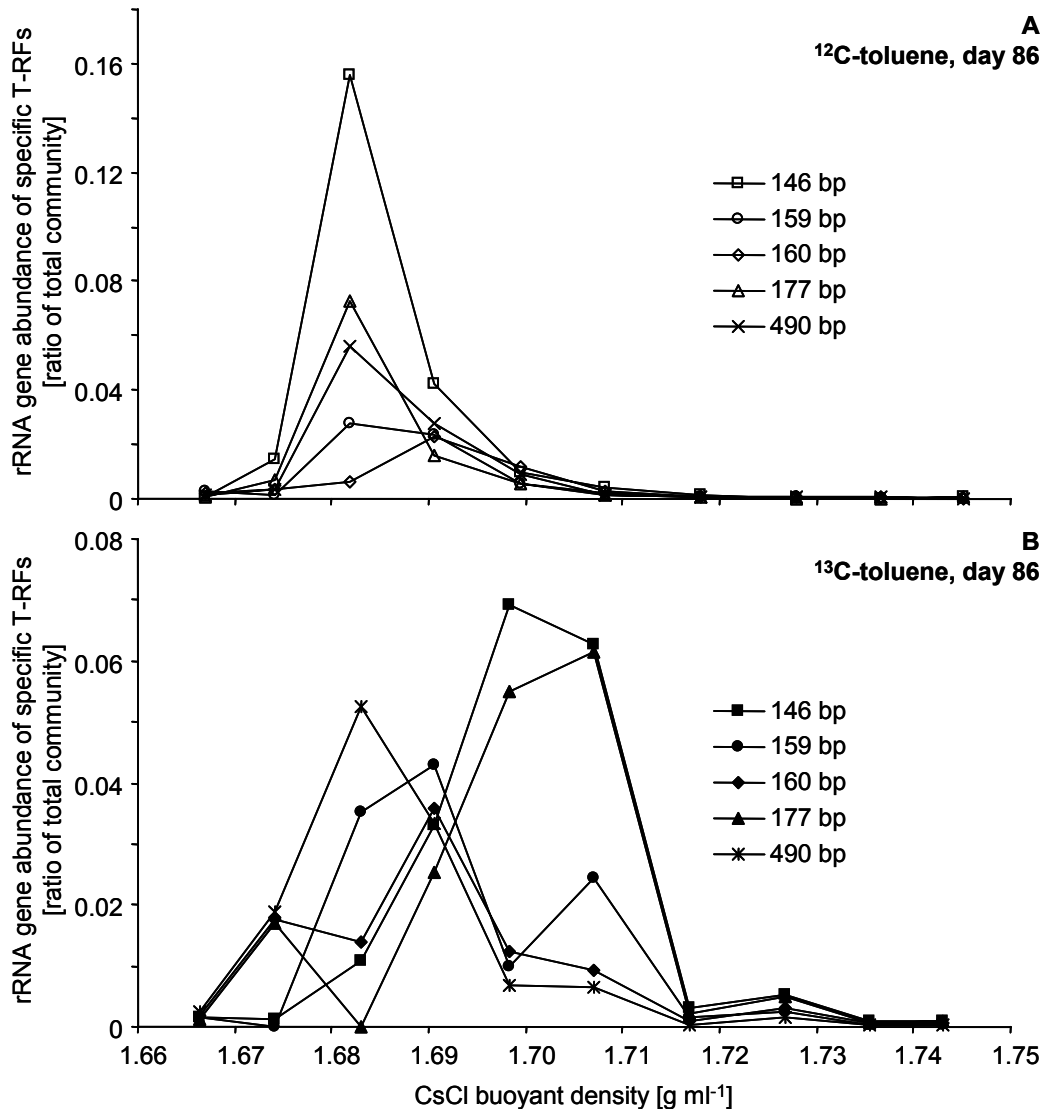 A
¹²C-toluene, day 86
rRNA gene abundance of specific T-RFs
[ratio of total community]
0.16
0.12
0.08
0.04
0
146 bp
159 bp
160 bp
177 bp
490 bp
B
¹³C-toluene, day 86
rRNA gene abundance of specific T-RFs
[ratio of total community]
0.08
0.06
0.04
0.02
0
146 bp
159 bp
160 bp
177 bp
490 bp
1.66 1.67 1.68 1.69 1.70 1.71 1.72 1.73 1.74 1.75
CsCl buoyant density [g ml⁻¹]